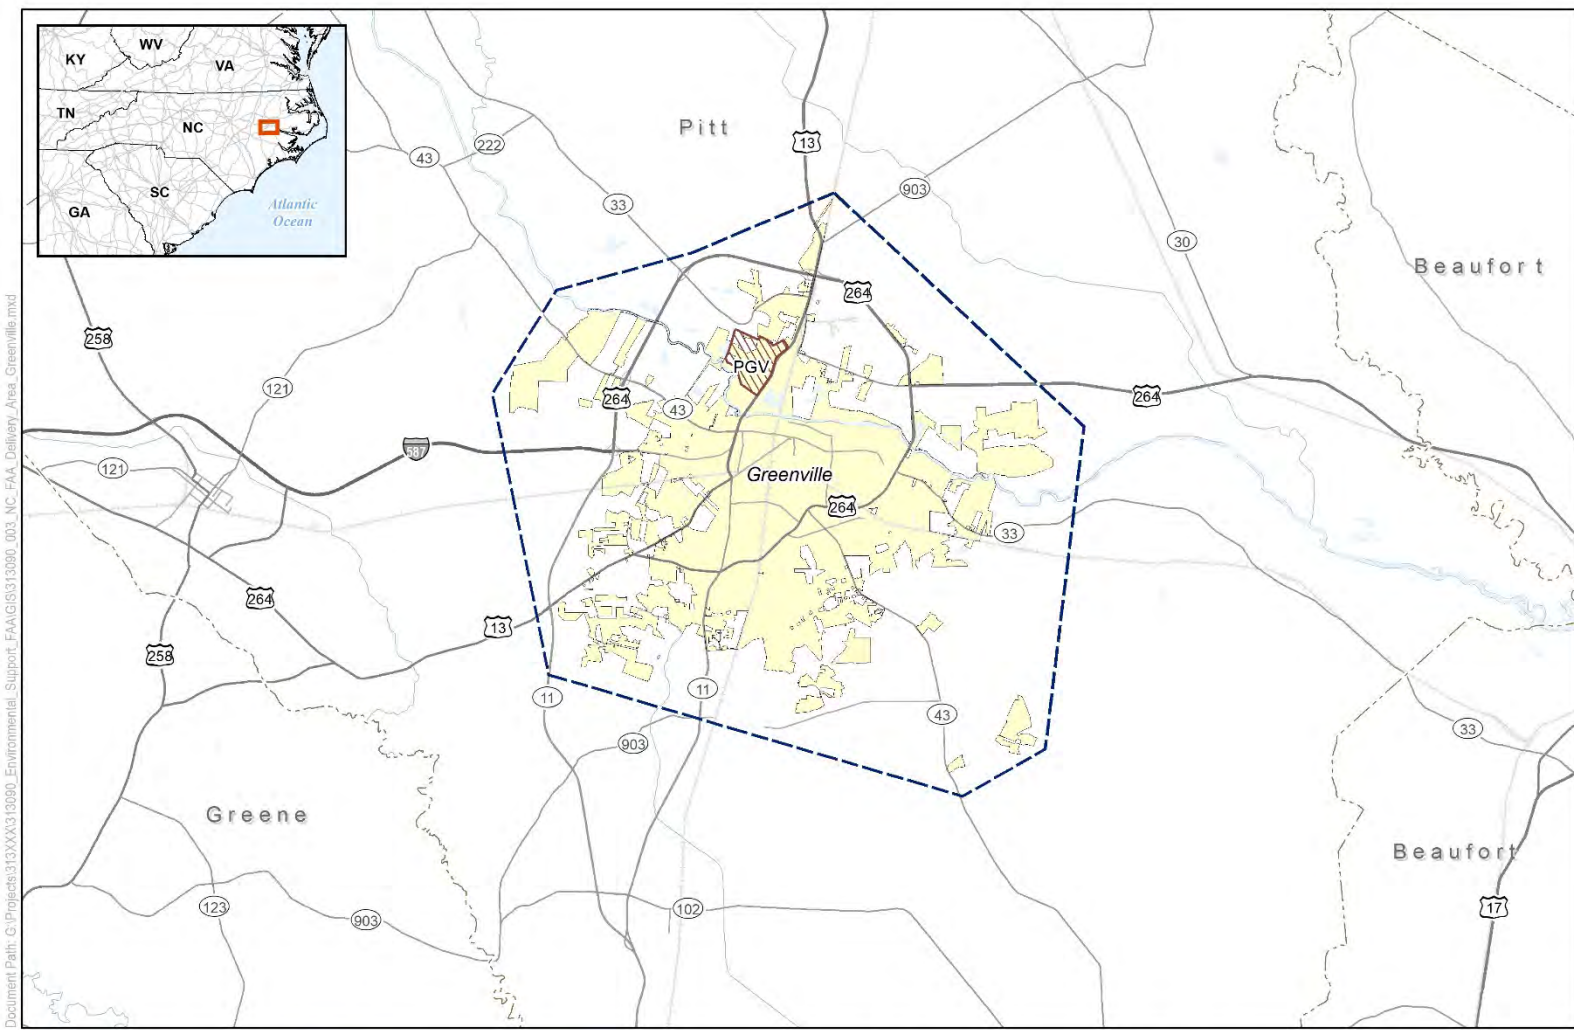 KY
WV
VA
TN
NC
SC
GA
Atlantic
Ocean
Pitt
13
222
43
903
33
30
Beaufort
264
258
PGV
121
264
43
264
587
121
Greenville
264
33
264
13
258
11
11
43
33
903
Greene
Beaufort
123
903
102
17
Document Path: G:\Projects\313XXX\313090_Environmental_Support_FAA\GIS\313090_003_NC_FAA_Delivery_Area_Greenville.mxd